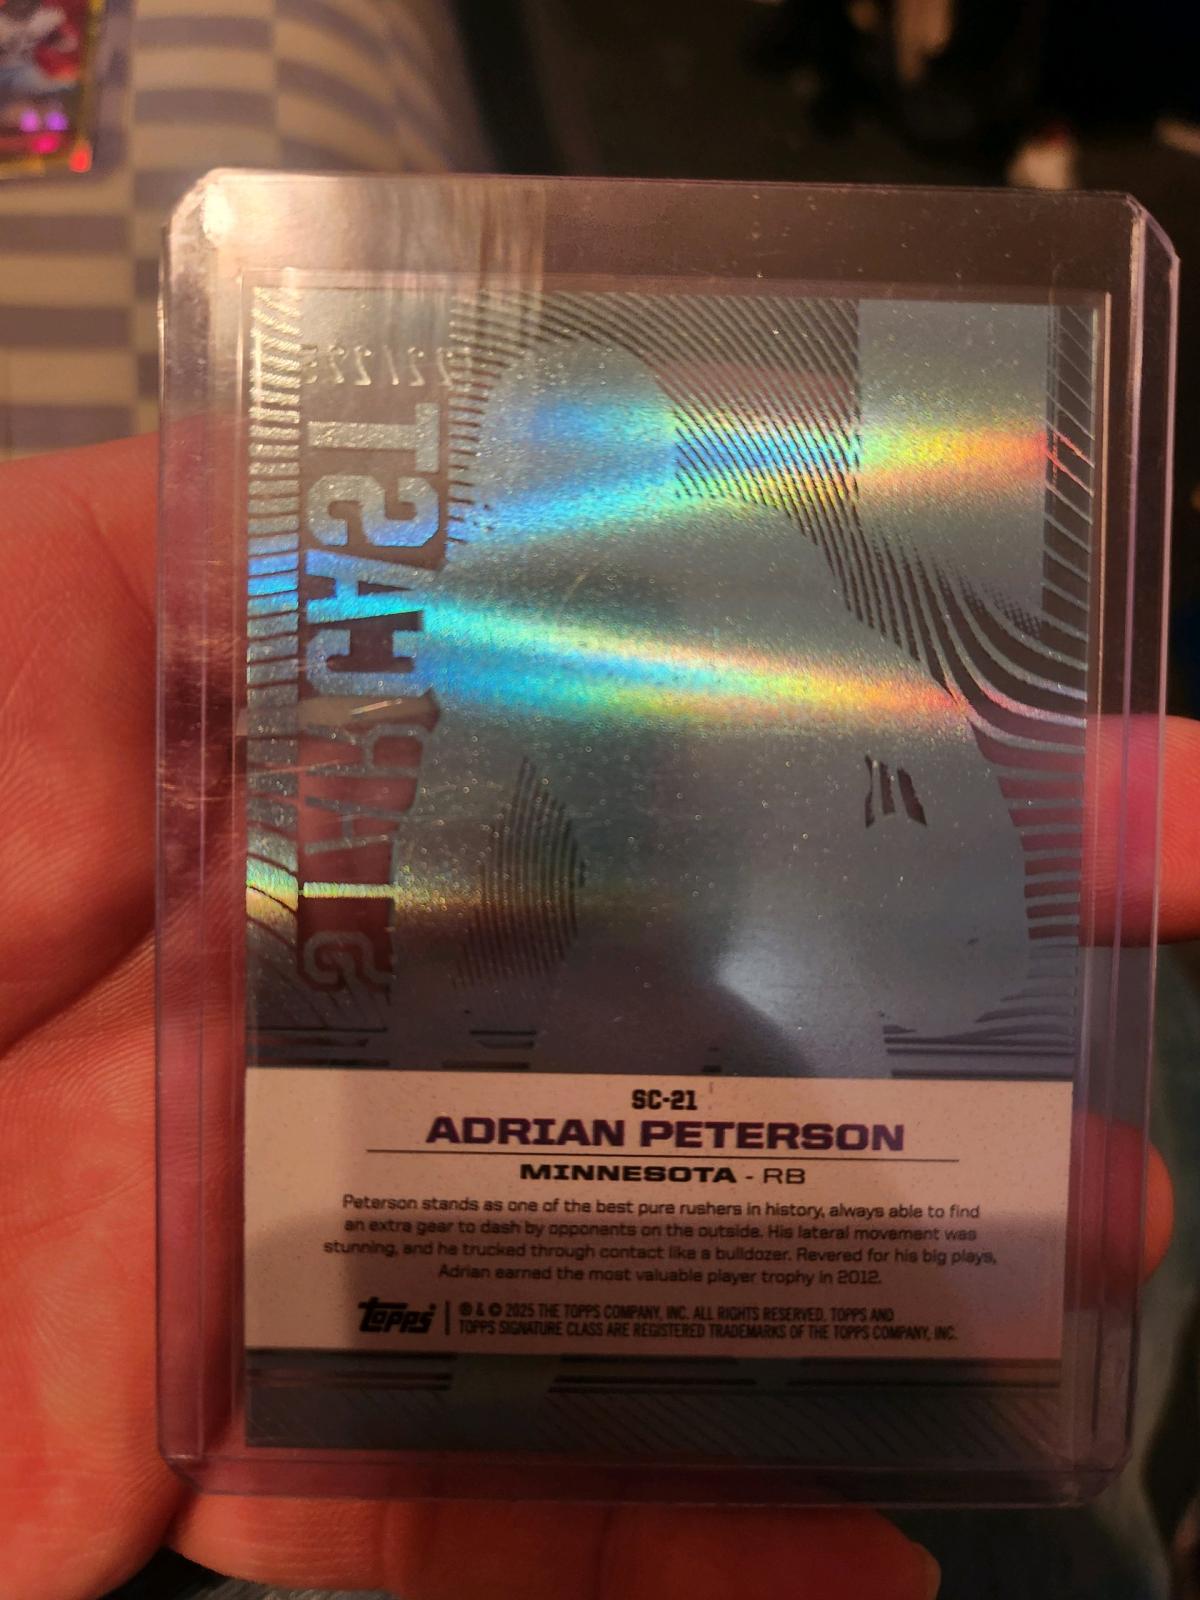 SC-21
ADRIAN PETERSON
MINNESOTA - RB
Peterson stands as one of the best pure rushers in history, always able to find
an extra gear to dash by opponents on the outside. His lateral movement was
stunning, and he trucked through contact like a bulldozer. Revered for his big plays,
Adrian earned the most valuable player trophy in 2012.
Topps
® & © 2025 THE TOPPS COMPANY, INC. ALL RIGHTS RESERVED. TOPPS AND
TOPPS SIGNATURE CLASS ARE REGISTERED TRADEMARKS OF THE TOPPS COMPANY, INC.